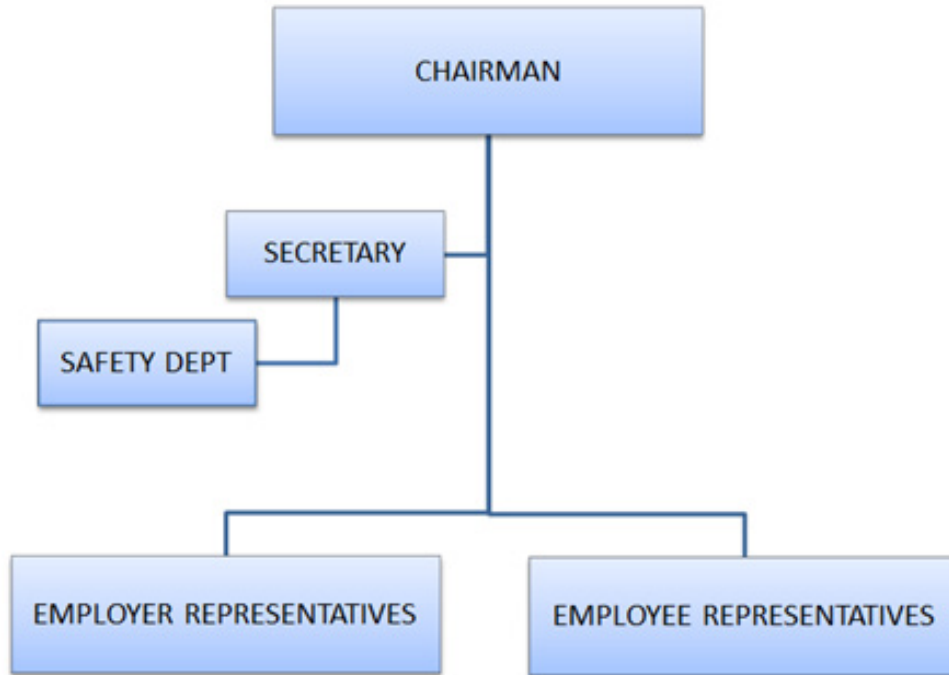 CHAIRMAN
SECRETARY
SAFETY DEPT
EMPLOYER REPRESENTATIVES
EMPLOYEE REPRESENTATIVES